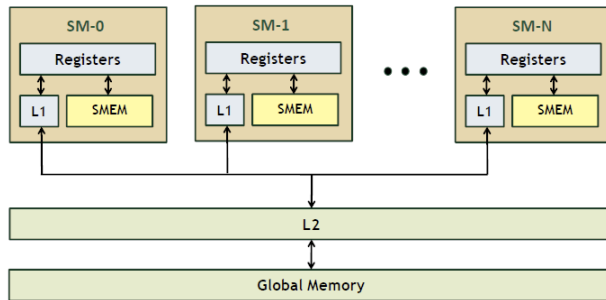 SM-0
SM-1
SM-N
Registers
Registers
Registers
L1
SMEM
L1
SMEM
L1
SMEM
L2
Global Memory